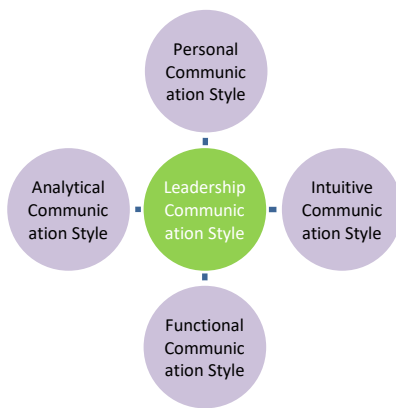 Personal
Communic
ation Style
Analytical
Communic
ation Style
Leadership
Communic
ation Style
Intuitive
Communic
ation Style
Functional
Communic
ation Style